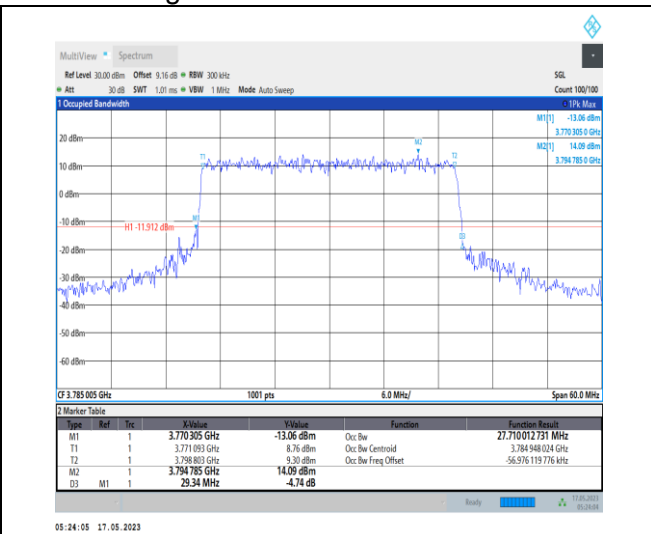 MultiView Spectrum
Ref Level 30.00 dBm Offset 9.16 dB RBW 300 kHz SGL
Att 30 dB SWT 1.01 ms VBW 1 MHz Mode Auto Sweep Count 100/100
1 Occupied Bandwidth 1Pk Max
M1[1] -13.06 dBm
3.770 305 0 GHz
M2[1] 14.09 dBm
3.794 785 0 GHz
20 dBm
M2
T1 T2
10 dBm
0 dBm
-10 dBm
M1
H1 -11.912 dBm
D3
-20 dBm
-30 dBm
-40 dBm
-50 dBm
-60 dBm
CF 3.785 005 GHz 1001 pts 6.0 MHz/ Span 60.0 MHz
2 Marker Table
Type Ref Trc X-Value Y-Value Function Function Result
M1 1 3.770 305 GHz -13.06 dBm Occ Bw 27.710 012 731 MHz
T1 1 3.771 093 GHz 8.76 dBm Occ Bw Centroid 3.784 948 024 GHz
T2 1 3.798 803 GHz 9.30 dBm Occ Bw Freq Offset -56.976 119 776 kHz
M2 1 3.794 785 GHz 14.09 dBm
D3 M1 1 29.34 MHz -4.74 dB
Ready 17.05.2023
05:24:04
05:24:05 17.05.2023